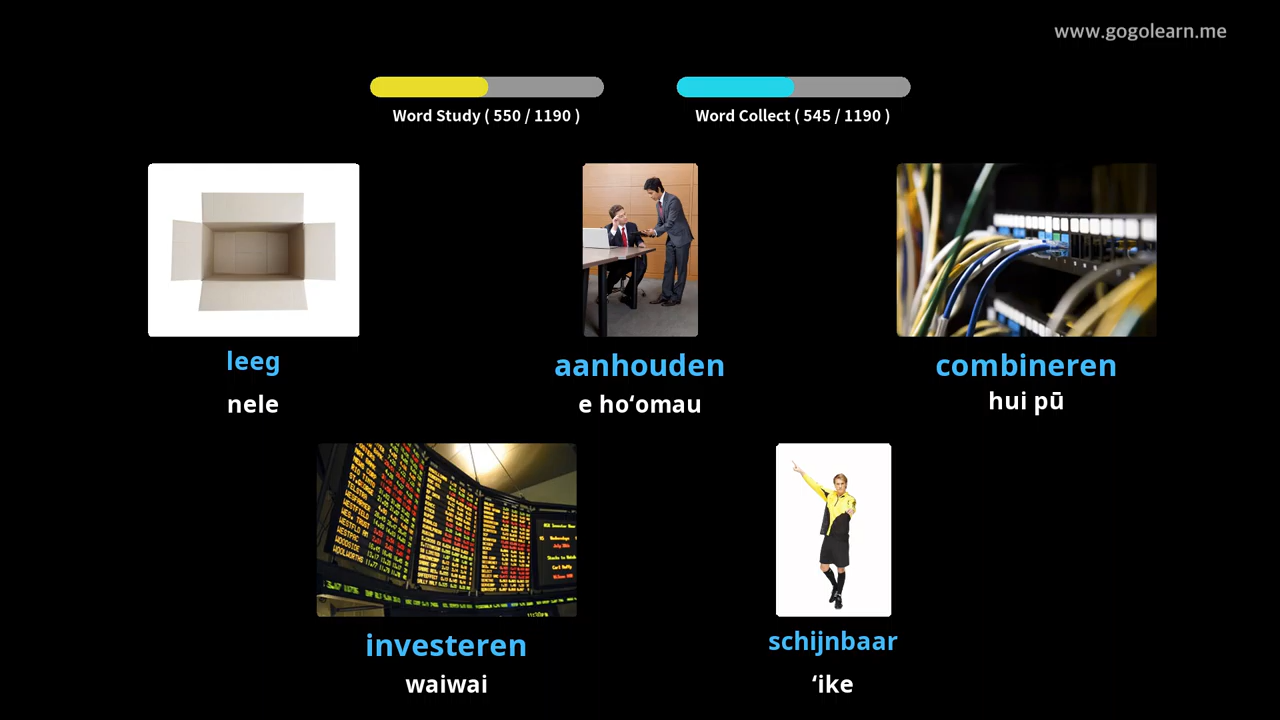 www.gogolearn.me
Word Study ( 550 / 1190 )
Word Collect ( 545 / 1190 )
leeg
aanhouden
combineren
nele
e hoʻomau
hui pū
investeren
schijnbaar
waiwai
ʻike